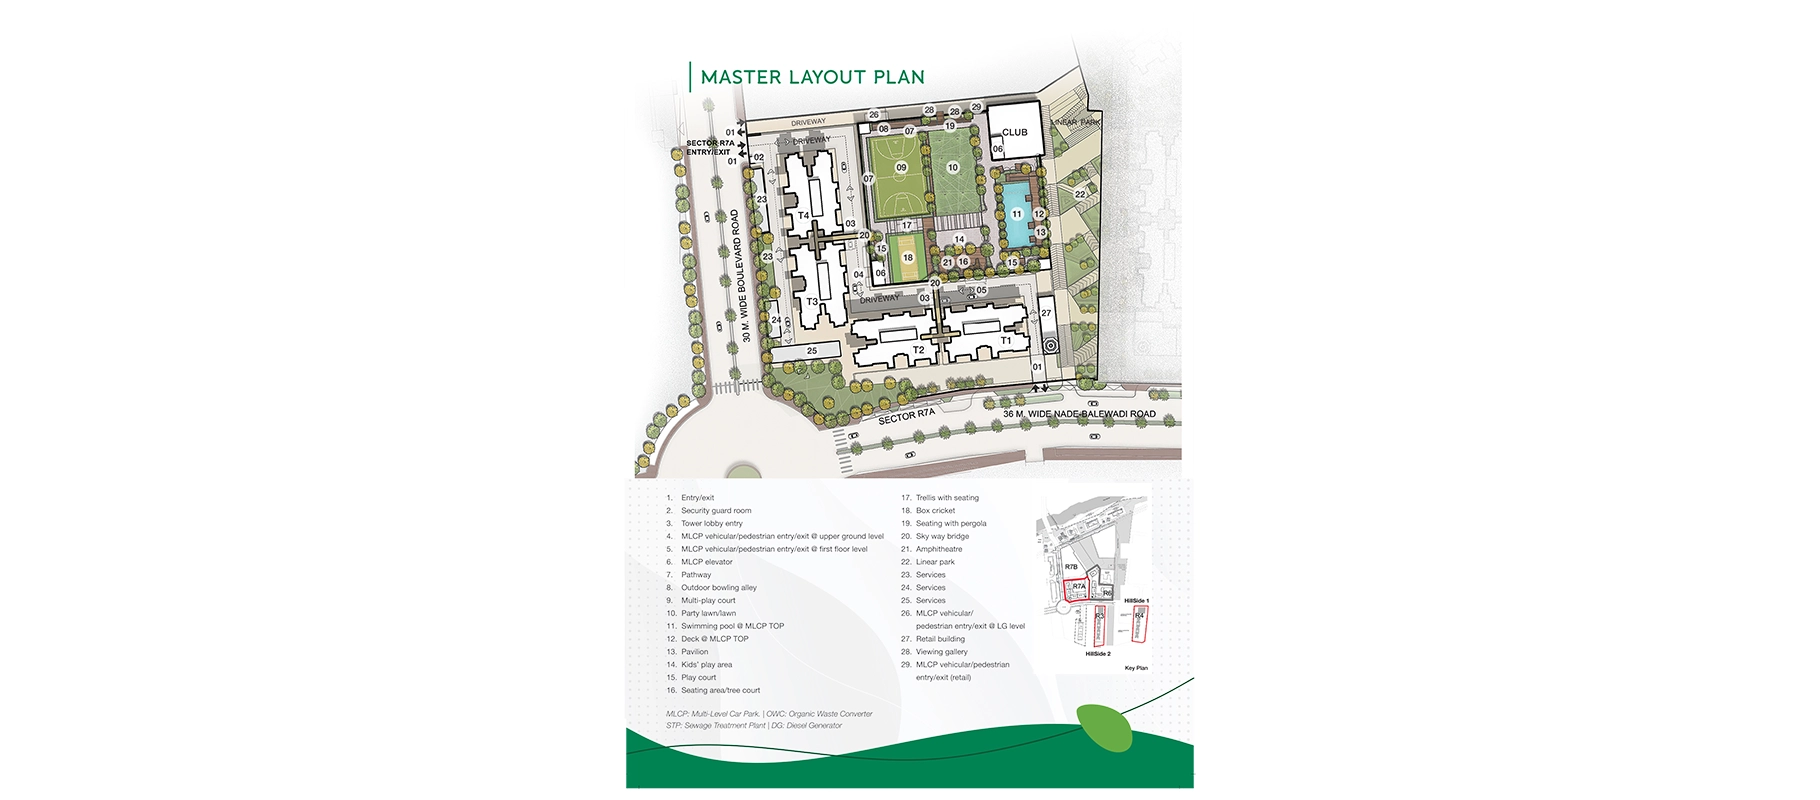 MASTER LAYOUT PLAN
26
28
28
29
DRIVEWAY
01
08
07
19
CLUB
LINEAR PARK
SECTOR R7A
ENTRY/EXIT
DRIVEWAY
01
02
06
09
10
07
23
T4
03
17
11
12
22
30 M. WIDE BOULEVARD ROAD
20
14
13
23
15
18
21
16
15
04
06
20
T3
DRIVEWAY
03
05
24
27
25
T2
T1
01
SECTOR R7A
36 M. WIDE NADE-BALEWADI ROAD
1. Entry/exit
2. Security guard room
3. Tower lobby entry
4. MLCP vehicular/pedestrian entry/exit @ upper ground level
5. MLCP vehicular/pedestrian entry/exit @ first floor level
6. MLCP elevator
7. Pathway
8. Outdoor bowling alley
9. Multi-play court
10. Party lawn/lawn
11. Swimming pool @ MLCP TOP
12. Deck @ MLCP TOP
13. Pavilion
14. Kids' play area
15. Play court
16. Seating area/tree court
17. Trellis with seating
18. Box cricket
19. Seating with pergola
20. Sky way bridge
21. Amphitheatre
22. Linear park
23. Services
24. Services
25. Services
26. MLCP vehicular/
pedestrian entry/exit @ LG level
27. Retail building
28. Viewing gallery
29. MLCP vehicular/pedestrian
entry/exit (retail)
R7B
R7A
R6
HillSide 1
R3
R4
HillSide 2
Key Plan
MLCP: Multi-Level Car Park. | OWC: Organic Waste Converter
STP: Sewage Treatment Plant | DG: Diesel Generator